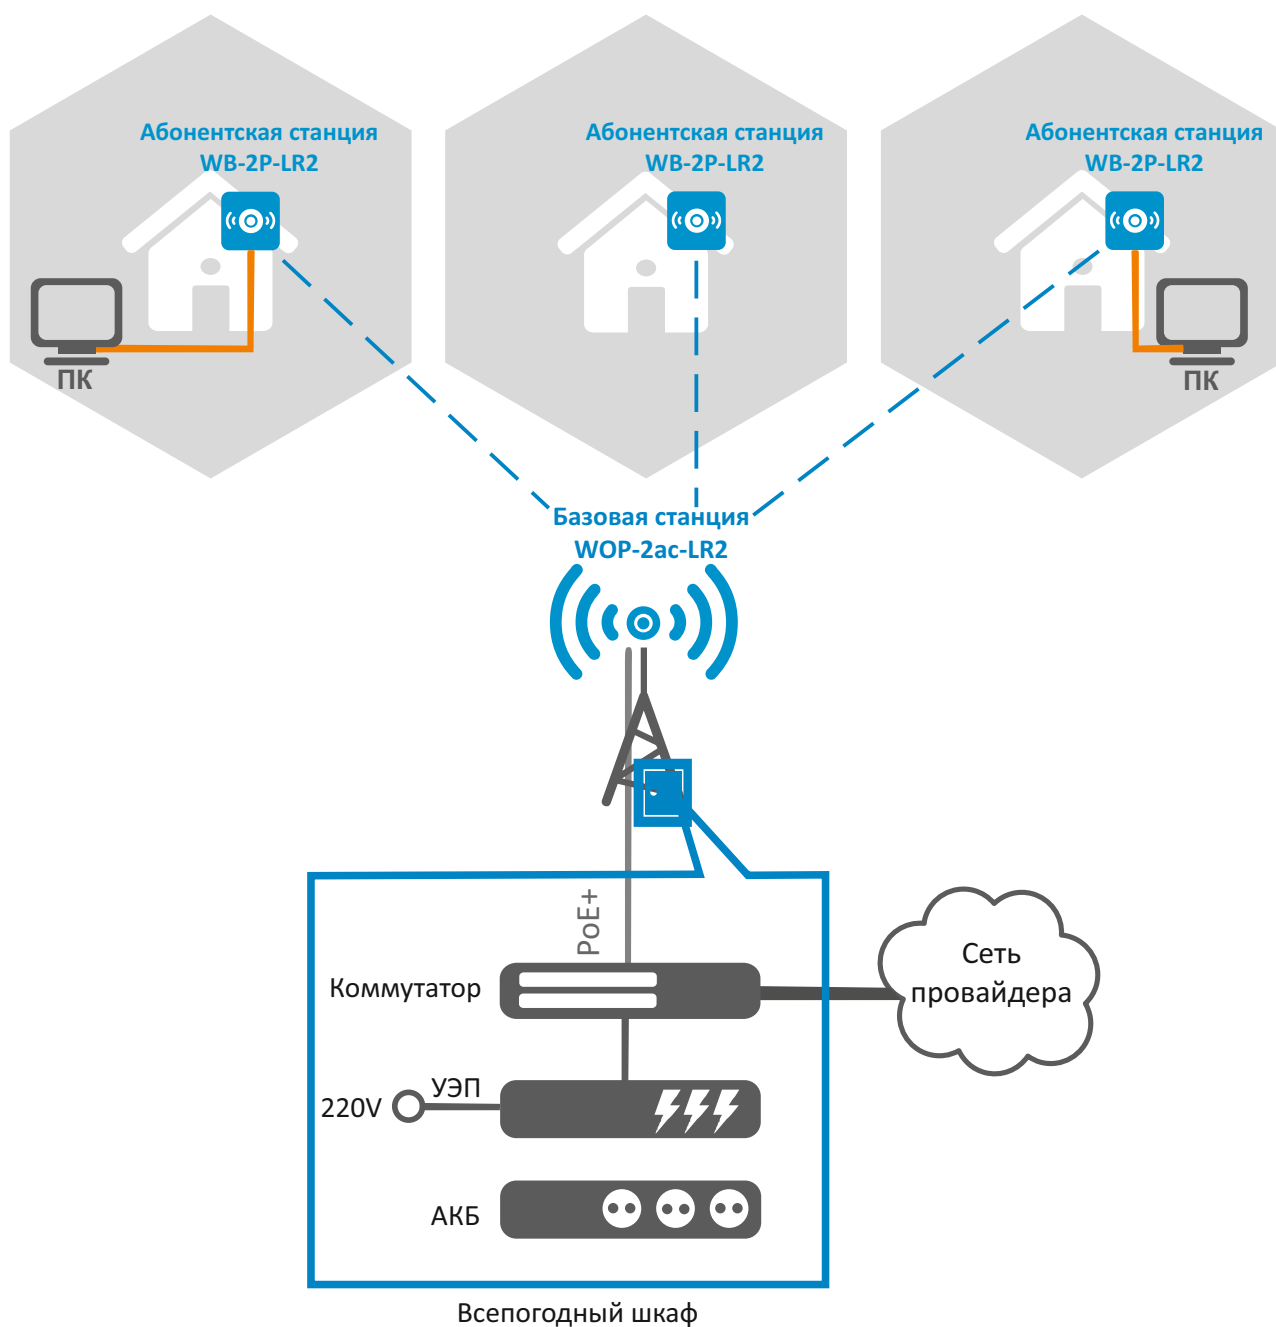 Абонентская станция
WB-2P-LR2
Абонентская станция
WB-2P-LR2
Абонентская станция
WB-2P-LR2
ПК
ПК
Базовая станция
WOP-2ac-LR2
PoE+
Коммутатор
Сеть
провайдера
УЭП
220V
АКБ
Всепогодный шкаф